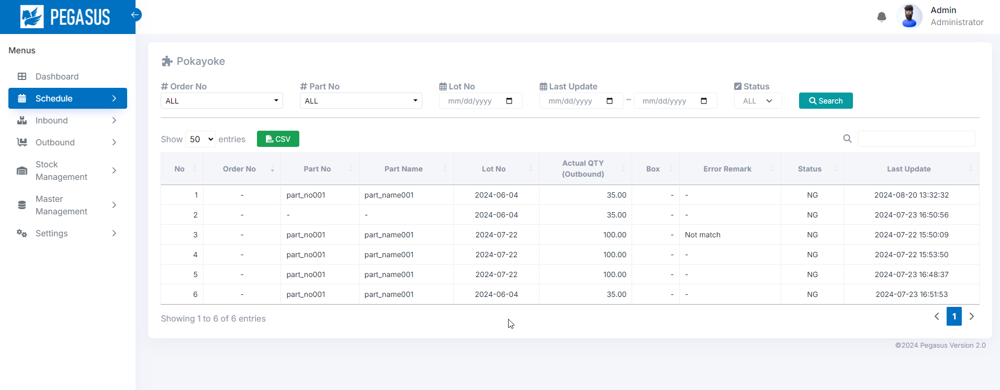 PEGASUS
Admin
Administrator
Menus
Dashboard
Schedule
Inbound
Outbound
Stock
Management
Master
Management
Settings
Pokayoke
# Order No # Part No Lot No Last Update Status
ALL ALL mm/dd/yyyy mm/dd/yyyy ~ mm/dd/yyyy ALL Search
Show 50 entries CSV
No Order No Part No Part Name Lot No Actual QTY (Outbound) Box Error Remark Status Last Update
1 - part_no001 part_name001 2024-06-04 35.00 - - NG 2024-08-20 13:32:32
2 - - - 2024-06-04 35.00 - - NG 2024-07-23 16:50:56
3 - part_no001 part_name001 2024-07-22 100.00 - Not match NG 2024-07-22 15:50:09
4 - part_no001 part_name001 2024-07-22 100.00 - - NG 2024-07-22 15:53:50
5 - part_no001 part_name001 2024-07-22 100.00 - - NG 2024-07-23 16:48:37
6 - part_no001 part_name001 2024-06-04 35.00 - - NG 2024-07-23 16:51:53
Showing 1 to 6 of 6 entries
1
©2024 Pegasus Version 2.0